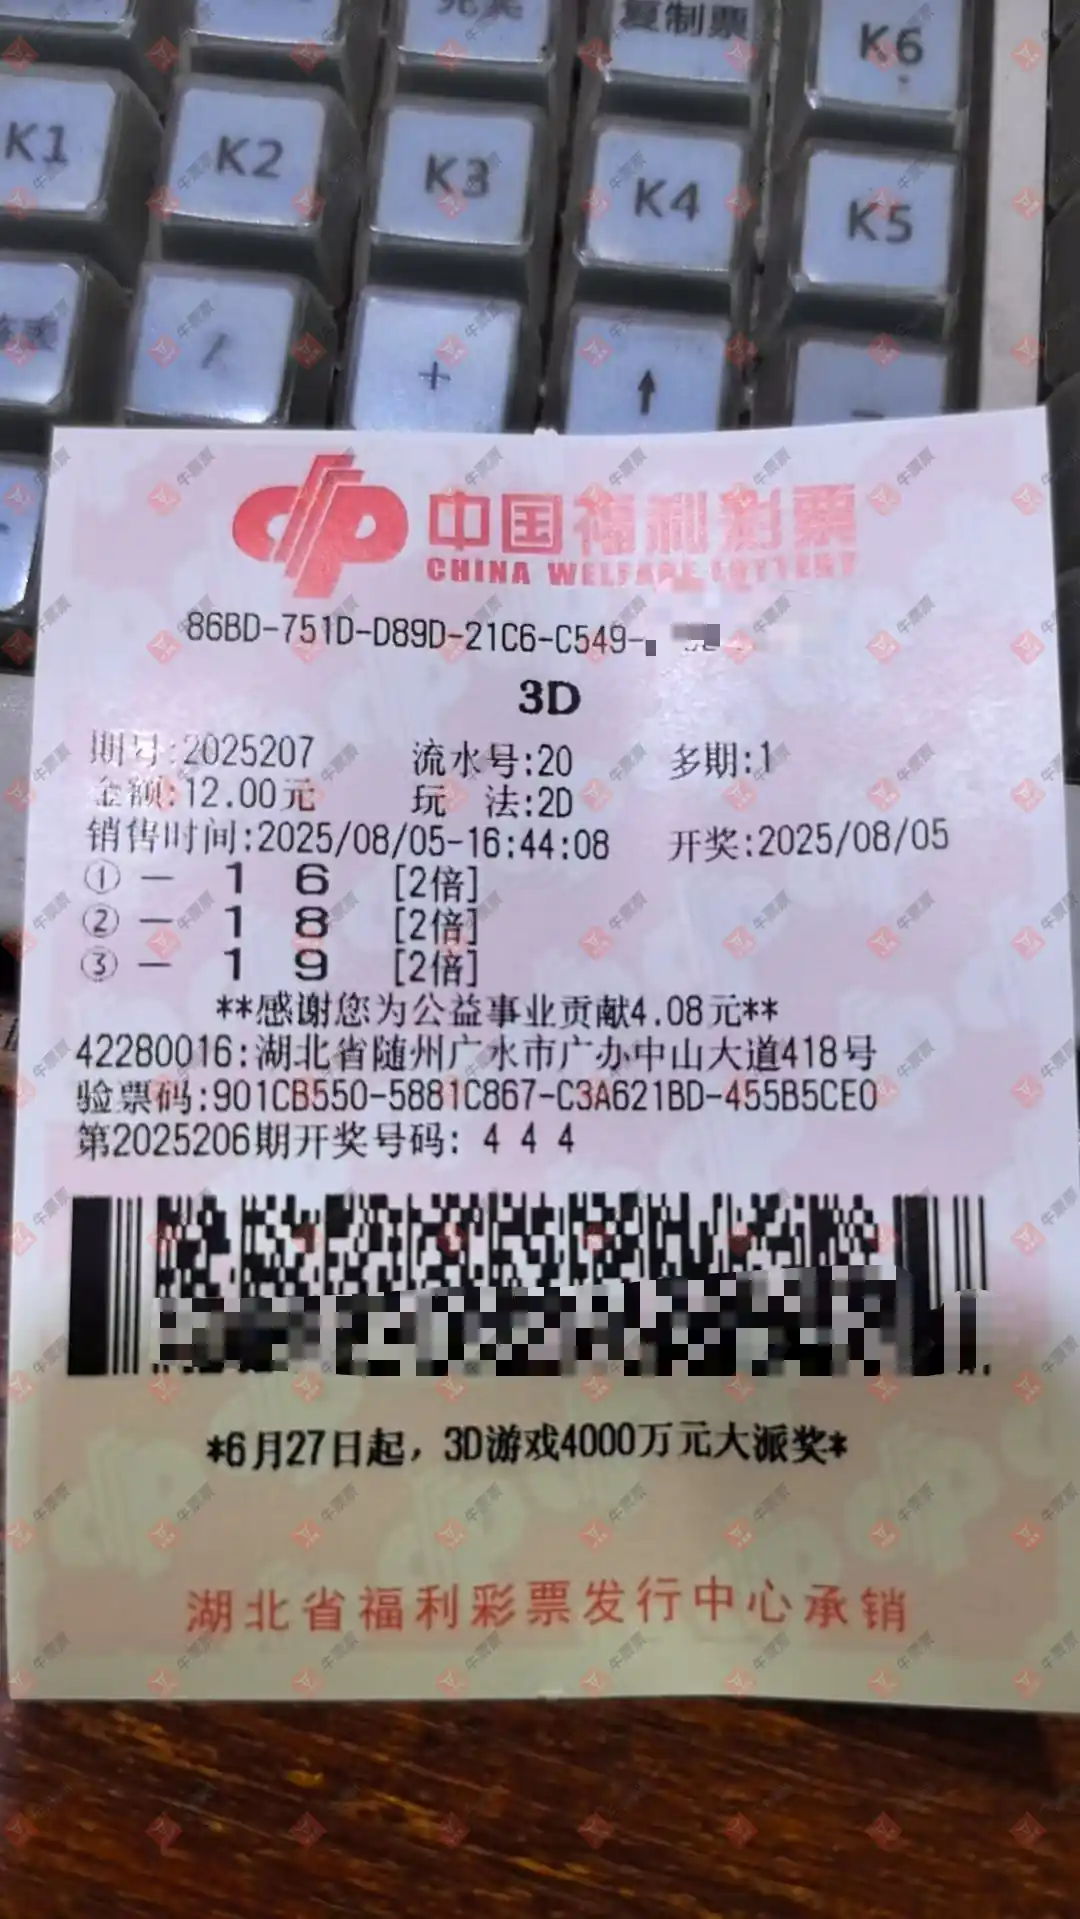 兑奖
复制票
K6
K1
K2
K3
K4
K5
/
+
↑
-
中国福利彩票
CHINA WELFARE LOTTERY
86BD-751D-D89D-21C6-C549-
3D
期号:2025207 流水号:20 多期:1
金额:12.00元 玩 法:2D
销售时间:2025/08/05-16:44:08 开奖:2025/08/05
① — 1 6 [2倍]
② — 1 8 [2倍]
③ — 1 9 [2倍]
**感谢您为公益事业贡献4.08元**
42280016:湖北省随州广水市广办中山大道418号
验票码:901CB550-5881C867-C3A621BD-455B5CE0
第2025206期开奖号码: 4 4 4
*6月27日起，3D游戏4000万元大派奖*
湖北省福利彩票发行中心承销
牛票票